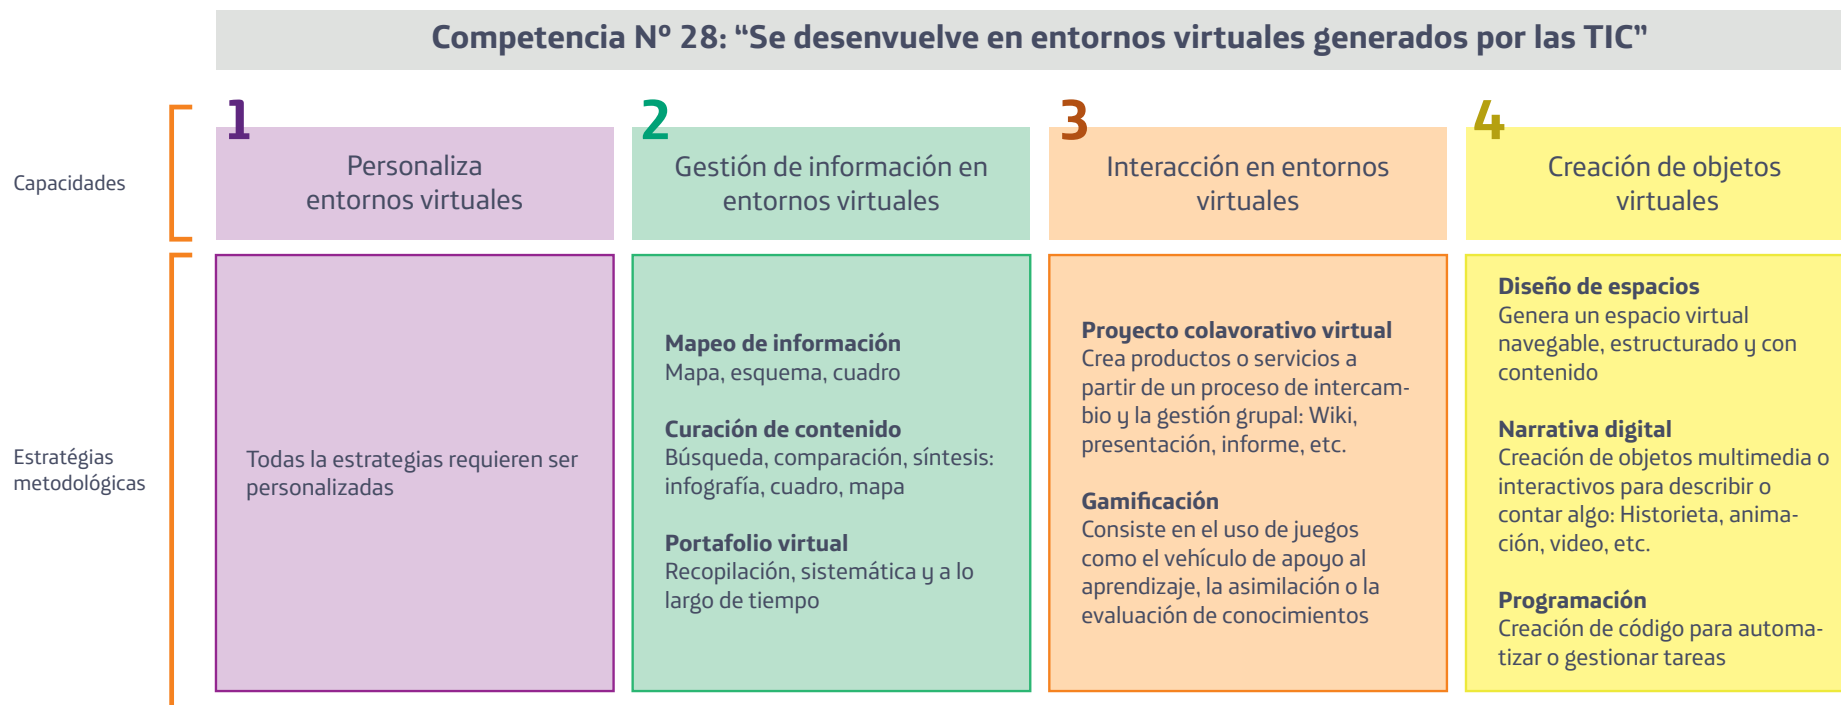 Competencia Nº 28: “Se desenvuelve en entornos virtuales generados por las TIC”
Capacidades
1
Personaliza
entornos virtuales
2
Gestión de información en
entornos virtuales
3
Interacción en entornos
virtuales
4
Creación de objetos
virtuales
Estratégias
metodológicas
Todas la estrategias requieren ser
personalizadas
Mapeo de información
Mapa, esquema, cuadro
Curación de contenido
Búsqueda, comparación, síntesis:
infografía, cuadro, mapa
Portafolio virtual
Recopilación, sistemática y a lo
largo de tiempo
Proyecto colavorativo virtual
Crea productos o servicios a
partir de un proceso de intercam-
bio y la gestión grupal: Wiki,
presentación, informe, etc.
Gamificación
Consiste en el uso de juegos
como el vehículo de apoyo al
aprendizaje, la asimilación o la
evaluación de conocimientos
Diseño de espacios
Genera un espacio virtual
navegable, estructurado y con
contenido
Narrativa digital
Creación de objetos multimedia o
interactivos para describir o
contar algo: Historieta, anima-
ción, video, etc.
Programación
Creación de código para automa-
tizar o gestionar tareas